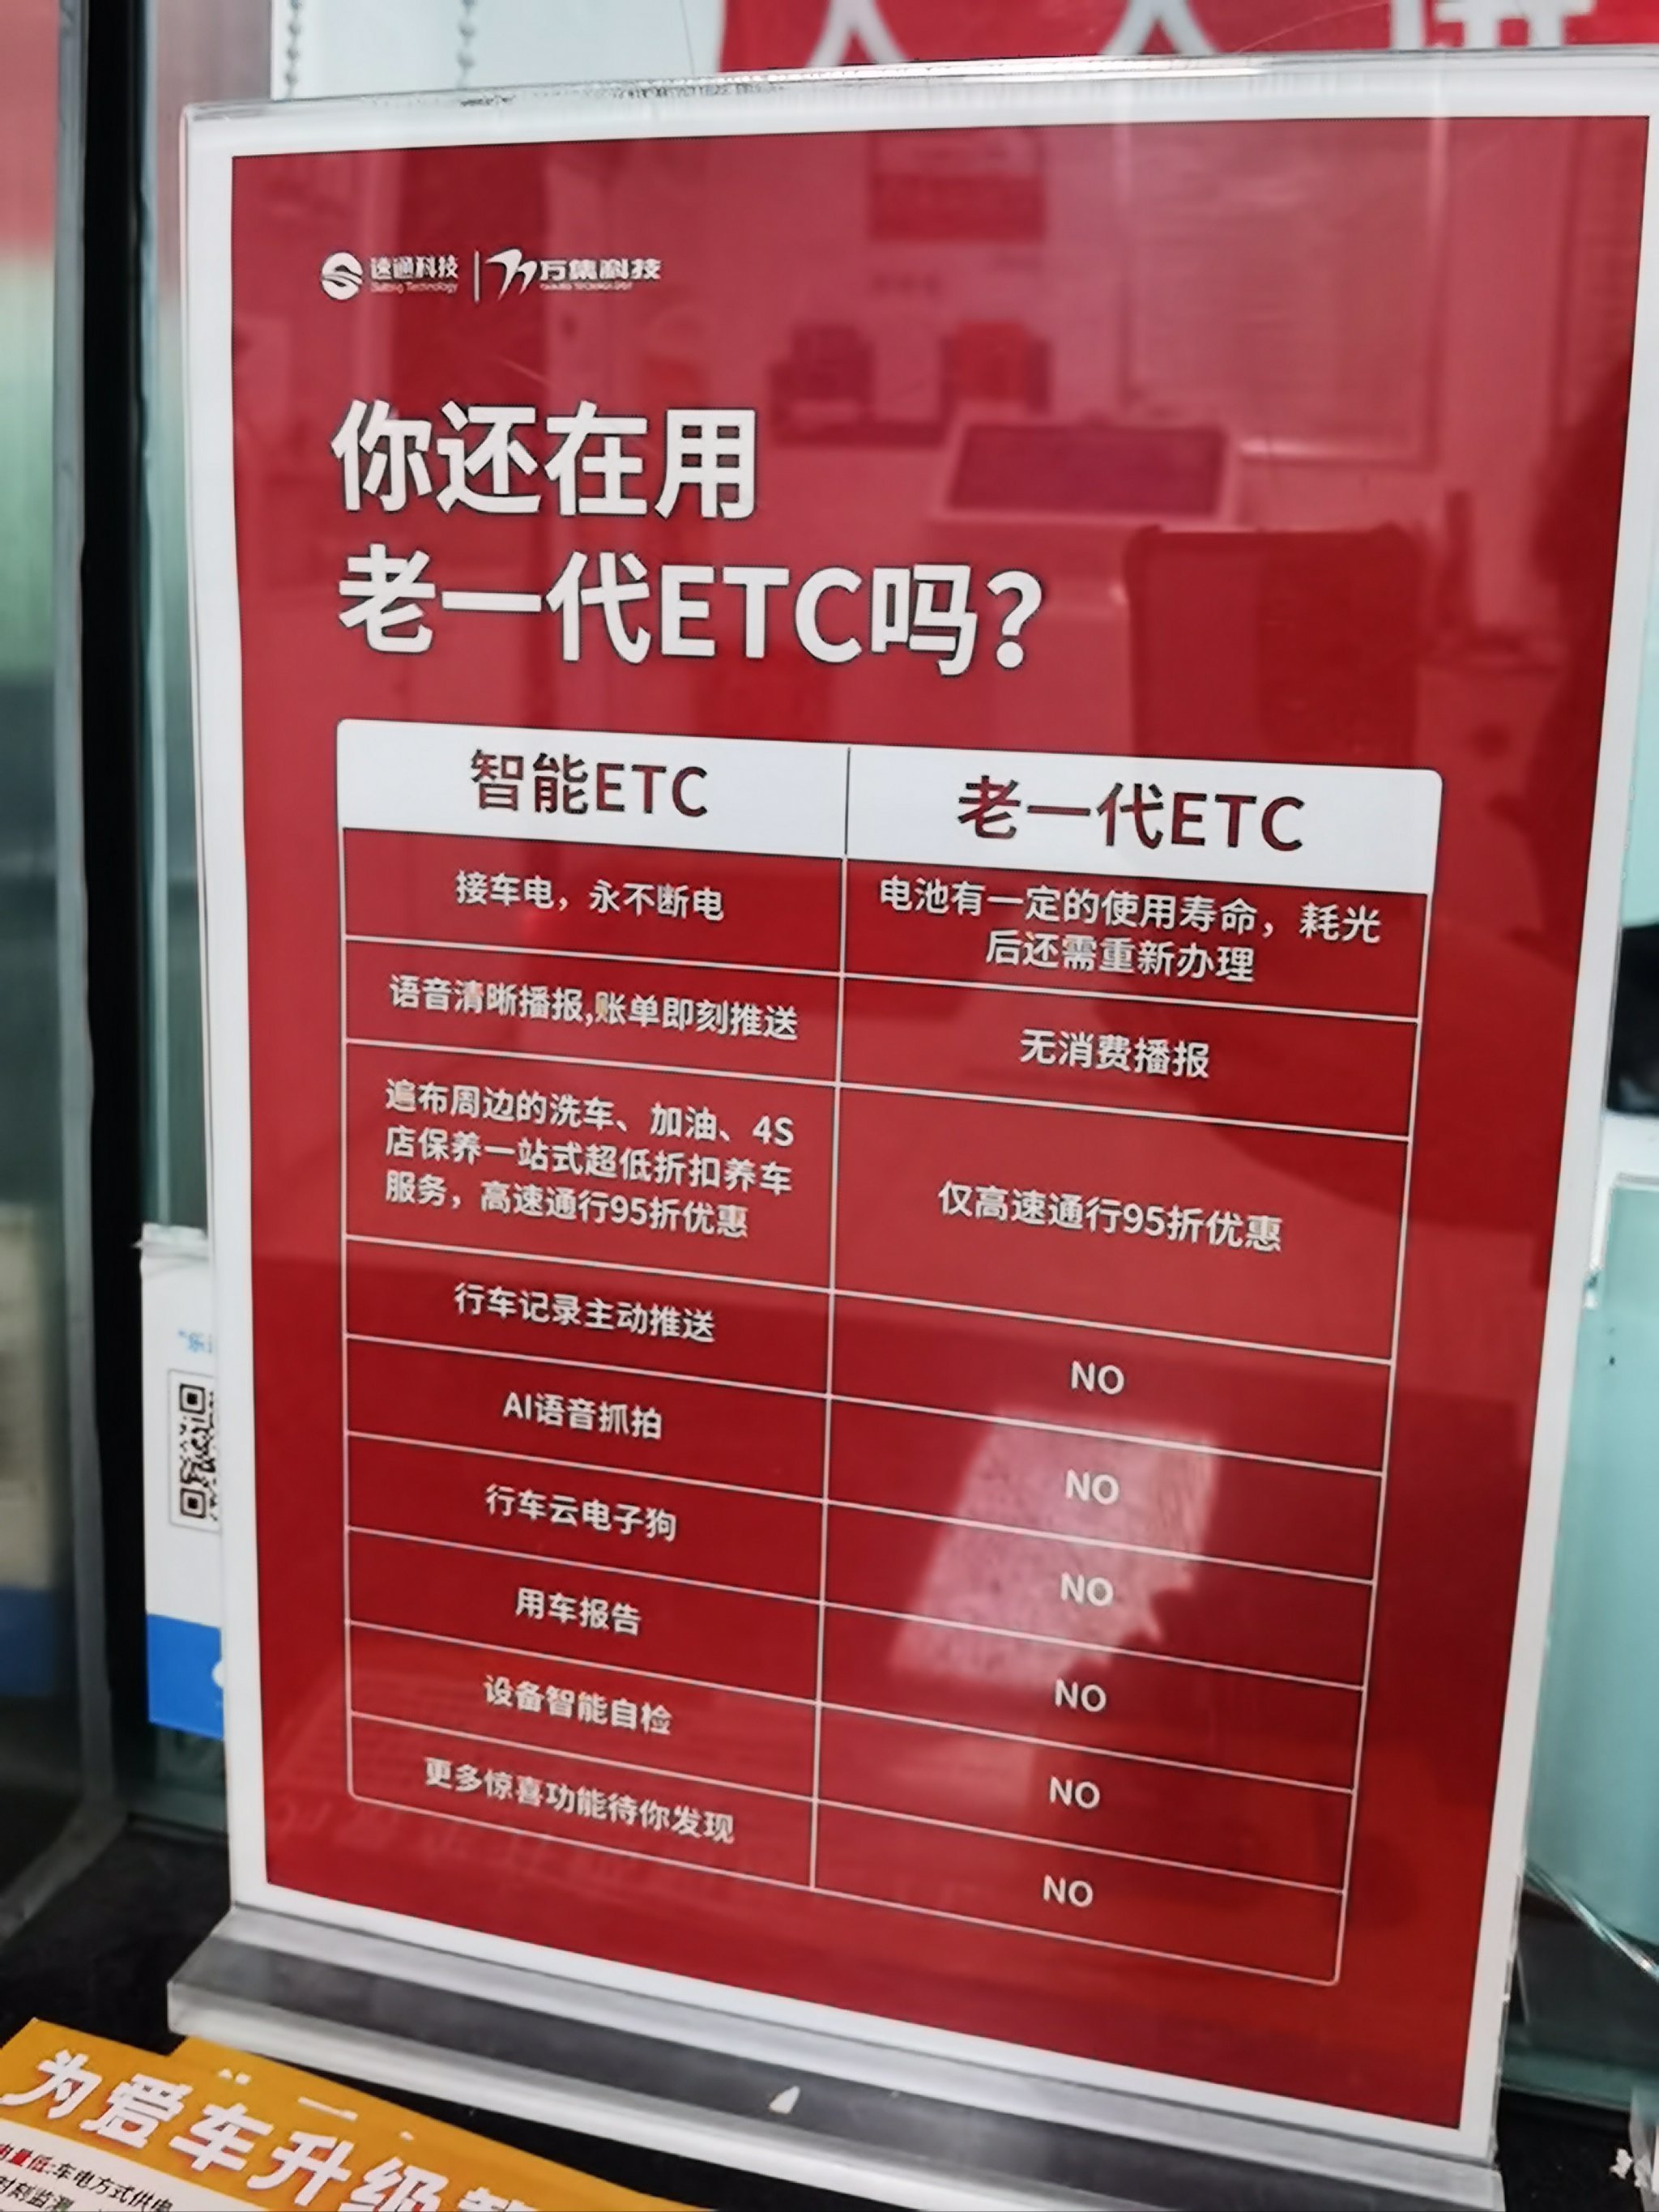 速通科技 万集科技
你还在用
老一代ETC吗?
智能ETC 老一代ETC
接车电，永不断电
电池有一定的使用寿命，耗光
后还需重新办理
语音清晰播报,账单即刻推送
无消费播报
遍布周边的洗车、加油、4S
店保养一站式超低折扣养车
服务，高速通行95折优惠
仅高速通行95折优惠
行车记录主动推送
NO
AI语音抓拍
NO
行车云电子狗
NO
用车报告
NO
设备智能自检
NO
更多惊喜功能待你发现
NO
为爱车升级
量低:车电方式供电
时刻监测